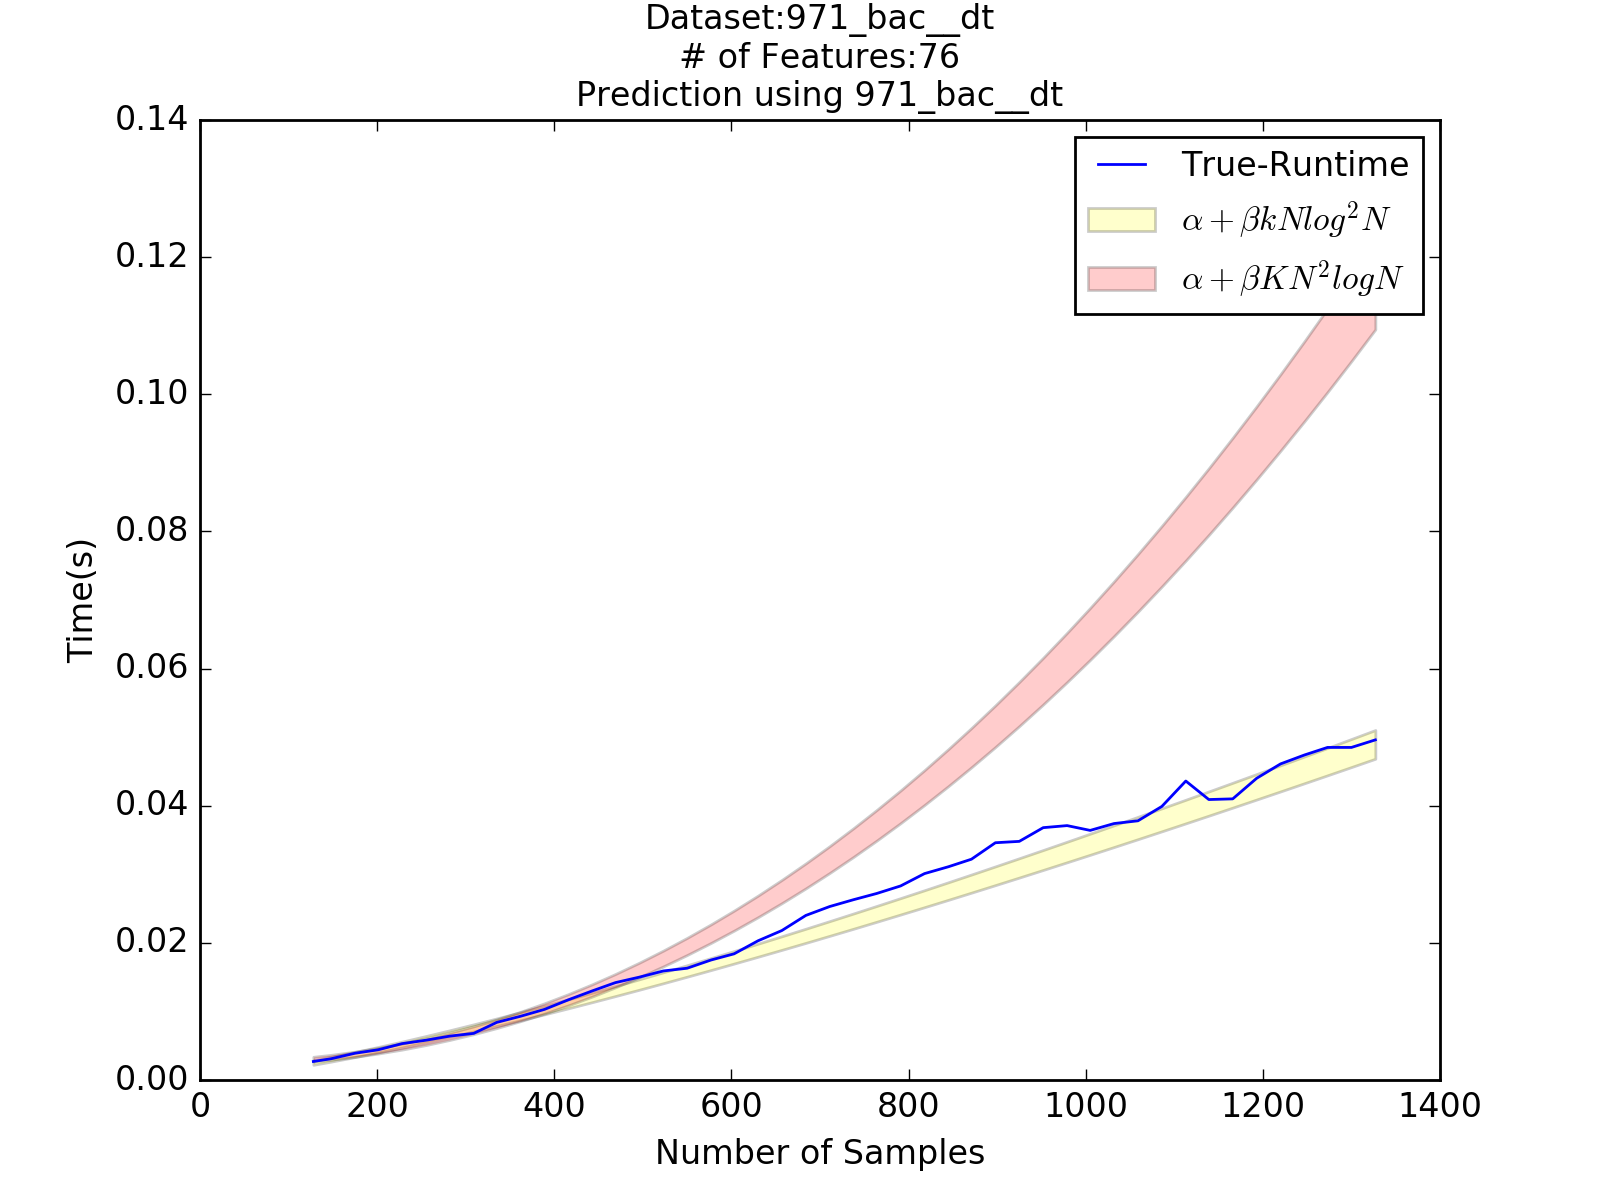 Dataset:971_bac__dt
# of Features:76
Prediction using 971_bac__dt
0.14
0.12
0.10
0.08
0.06
0.04
0.02
0.00
Time(s)
True-Runtime
α + βkNlog²N
α + βKN²logN
0 200 400 600 800 1000 1200 1400
Number of Samples